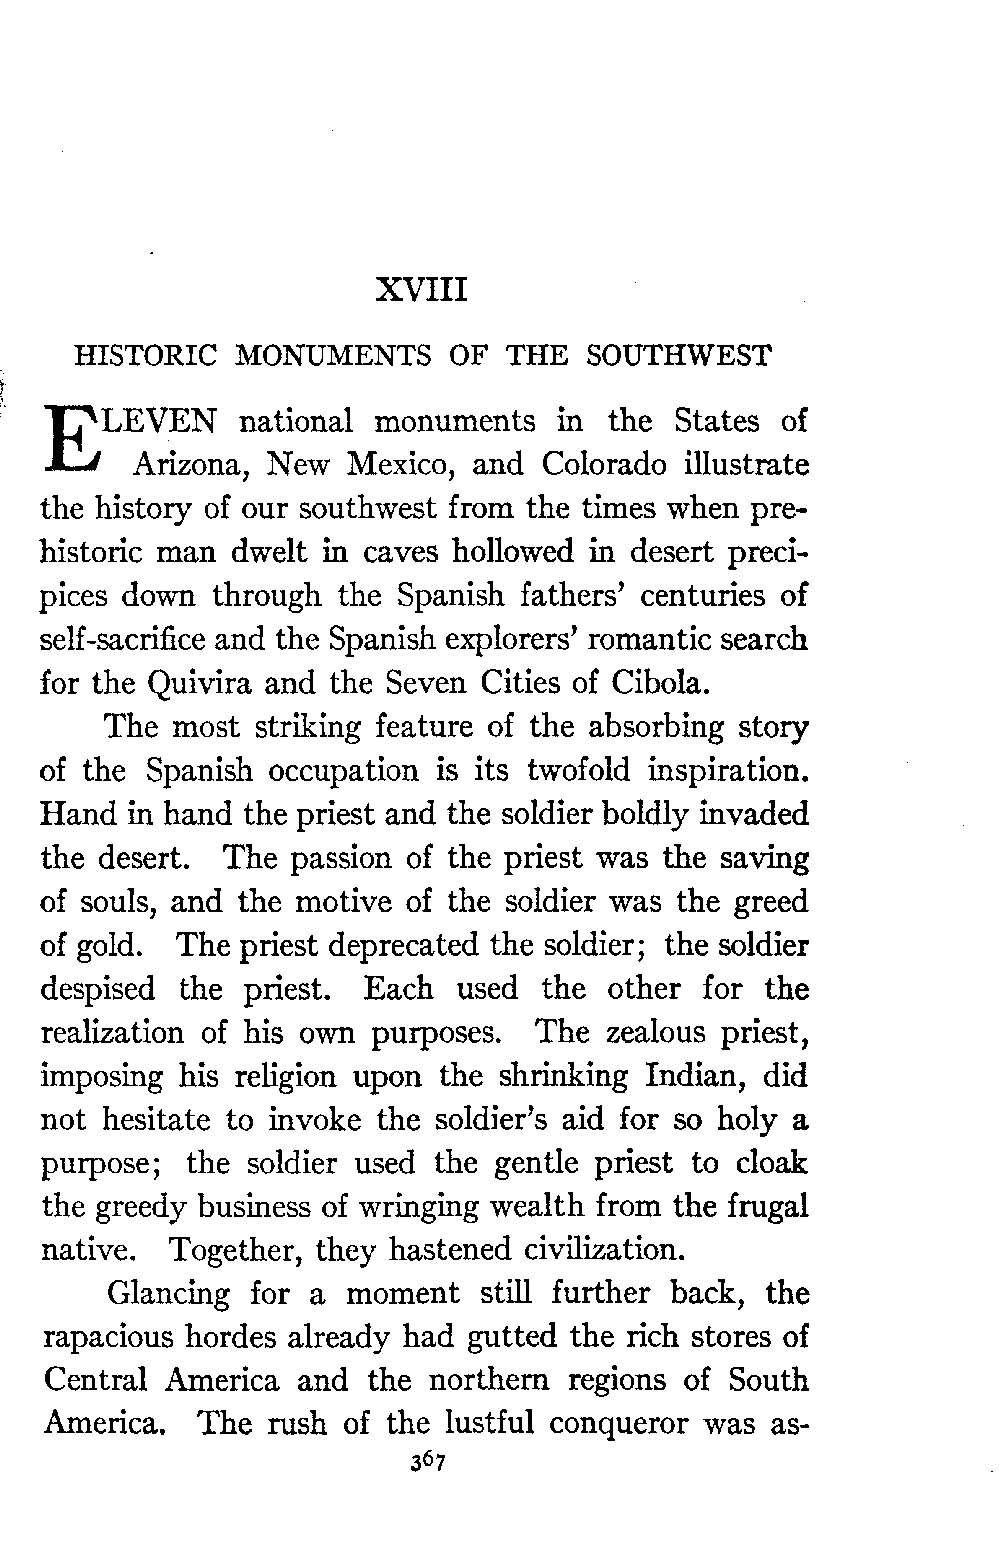 XVIII
HISTORIC MONUMENTS OF THE SOUTHWEST
ELEVEN national monuments in the States of
Arizona, New Mexico, and Colorado illustrate
the history of our southwest from the times when pre-
historic man dwelt in caves hollowed in desert preci-
pices down through the Spanish fathers' centuries of
self-sacrifice and the Spanish explorers' romantic search
for the Quivira and the Seven Cities of Cibola.
The most striking feature of the absorbing story
of the Spanish occupation is its twofold inspiration.
Hand in hand the priest and the soldier boldly invaded
the desert. The passion of the priest was the saving
of souls, and the motive of the soldier was the greed
of gold. The priest deprecated the soldier; the soldier
despised the priest. Each used the other for the
realization of his own purposes. The zealous priest,
imposing his religion upon the shrinking Indian, did
not hesitate to invoke the soldier's aid for so holy a
purpose; the soldier used the gentle priest to cloak
the greedy business of wringing wealth from the frugal
native. Together, they hastened civilization.
Glancing for a moment still further back, the
rapacious hordes already had gutted the rich stores of
Central America and the northern regions of South
America. The rush of the lustful conqueror was as-
367